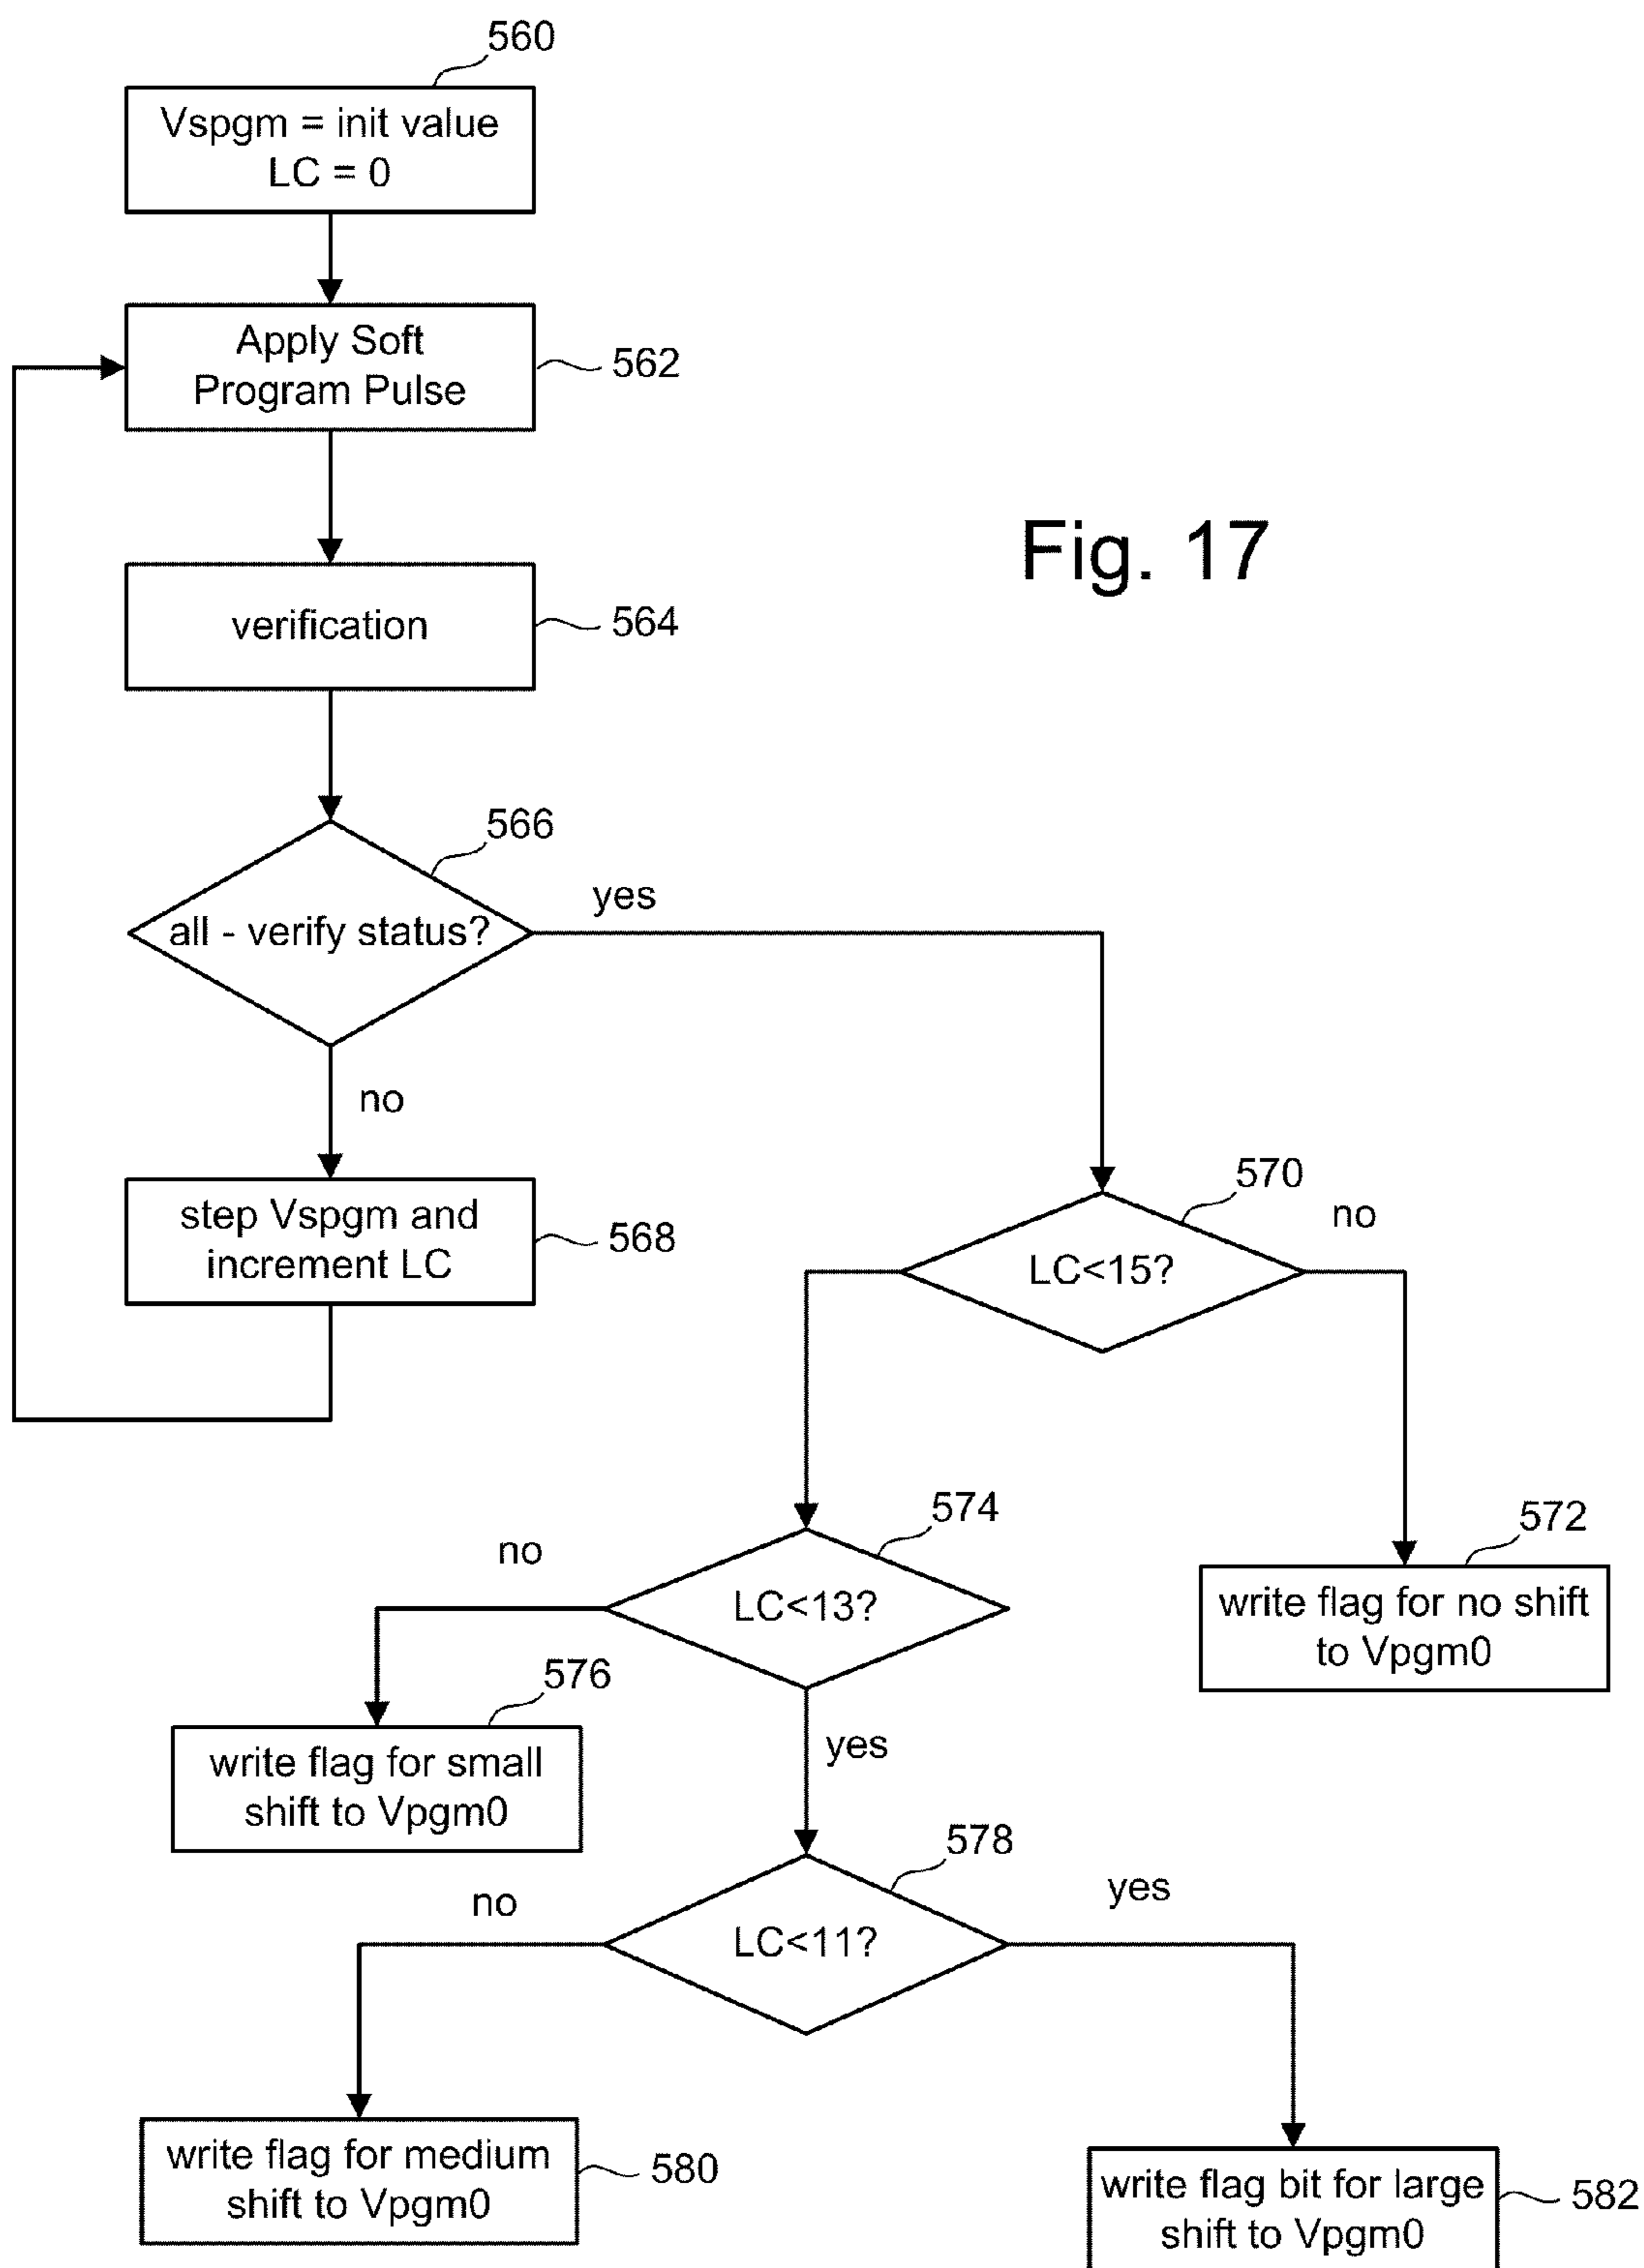 560
Vspgm = init value
LC = 0
Apply Soft
Program Pulse
562
Fig. 17
verification
564
566
all - verify status?
yes
no
step Vspgm and
increment LC
568
570
LC<15?
no
572
write flag for no shift
to Vpgm0
574
LC<13?
no
576
write flag for small
shift to Vpgm0
yes
578
LC<11?
no
yes
write flag for medium
shift to Vpgm0
580
write flag bit for large
shift to Vpgm0
582